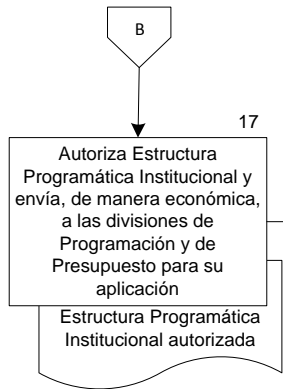 B
17
Autoriza Estructura
Programática Institucional y
envía, de manera económica,
a las divisiones de
Programación y de
Presupuesto para su
aplicación
Estructura Programática
Institucional autorizada